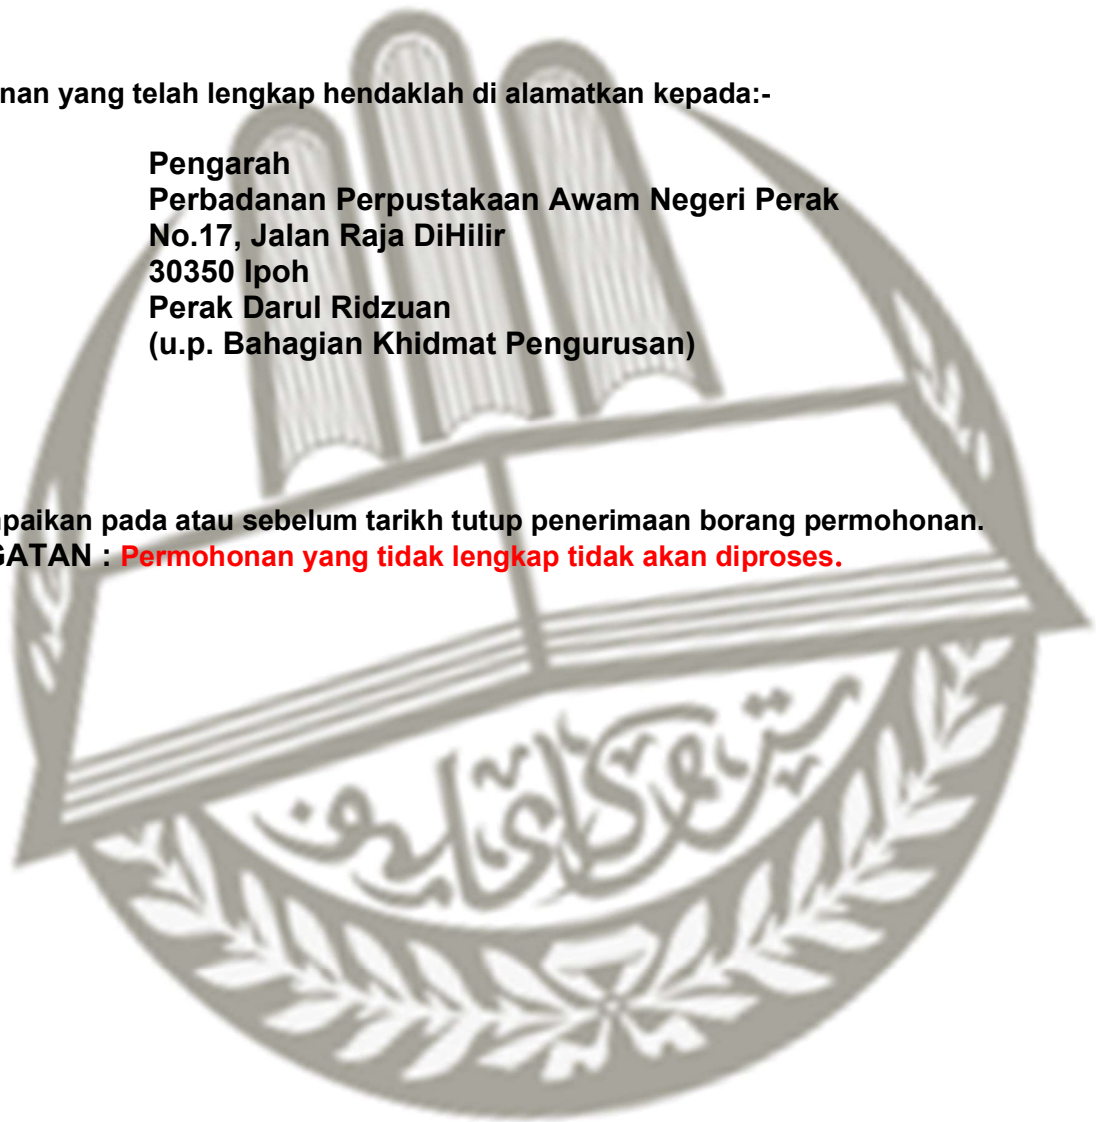 nan yang telah lengkap hendaklah di alamatkan kepada:-
Pengarah
Perbadanan Perpustakaan Awam Negeri Perak
No.17, Jalan Raja DiHilir
30350 Ipoh
Perak Darul Ridzuan
(u.p. Bahagian Khidmat Pengurusan)
paikan pada atau sebelum tarikh tutup penerimaan borang permohonan.
GATAN : Permohonan yang tidak lengkap tidak akan diproses.